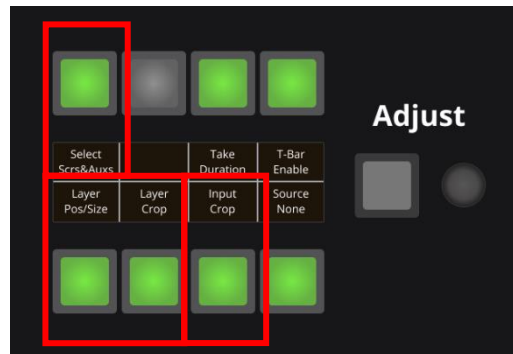 Adjust
Select
Scrs&Auxs
Take
Duration
T-Bar
Enable
Layer
Pos/Size
Layer
Crop
Input
Crop
Source
None